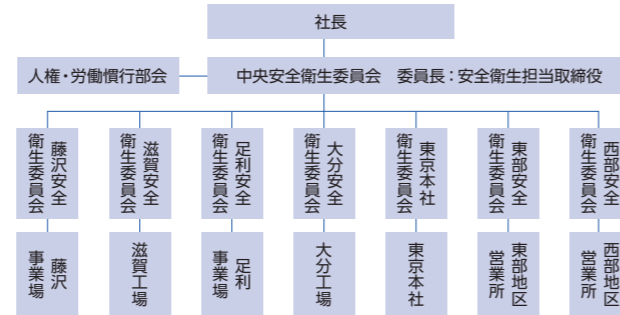 社長
人権・労働慣行部会
中央安全衛生委員会　委員長：安全衛生担当取締役
藤沢安全
衛生委員会
滋賀安全
衛生委員会
足利安全
衛生委員会
大分安全
衛生委員会
東京本社
衛生委員会
東部安全
衛生委員会
西部安全
衛生委員会
藤沢
事業場
滋賀工場
足利
事業場
大分工場
東京本社
東部地区
営業所
西部地区
営業所